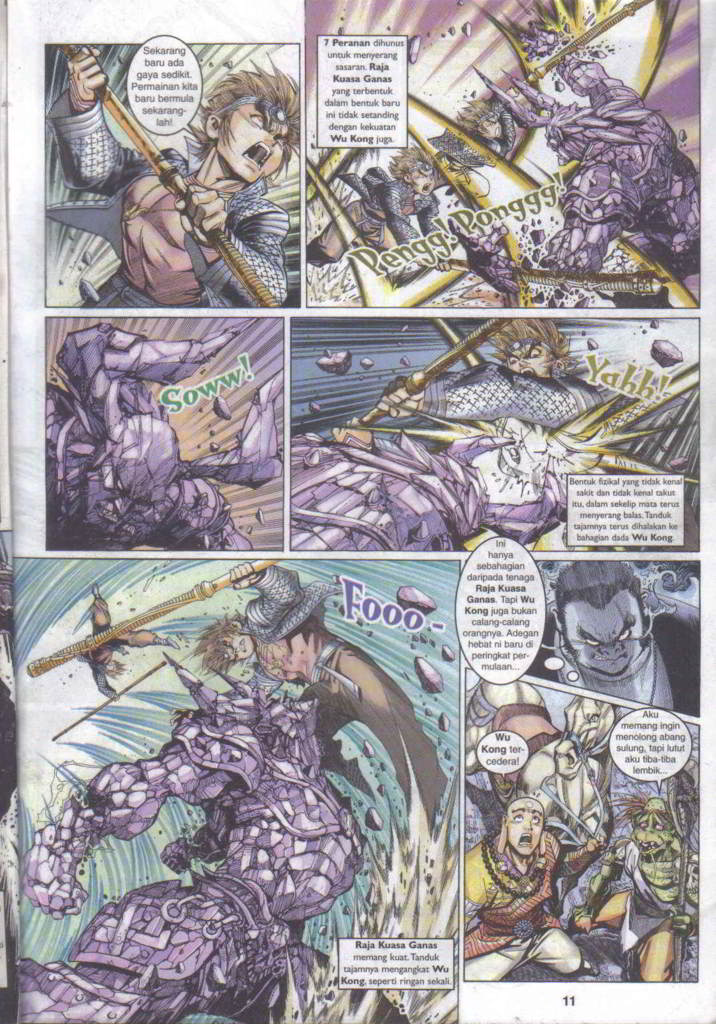 Sekarang
baru ada
gaya sedikit.
Permainan kita
baru bermula
sekarang-
lah!
7 Peranan dihunus
untuk menyerang
sasaran. Raja
Kuasa Ganas
yang terbentuk
dalam bentuk baru
ini tidak setanding
dengan kekuatan
Wu Kong juga.
Pengg! Ponggg!
Soww!
Yahh!
Bentuk fizikal yang tidak kenal
sakit dan tidak kenal takut
itu, dalam sekelip mata terus
menyerang balas. Tanduk
tajamnya terus dihalakan ke
bahagian dada Wu Kong.
Fooo-
Ini
hanya
sebahagian
daripada tenaga
Raja Kuasa
Ganas. Tapi Wu
Kong juga bukan
calang-calang
orangnya. Adegan
hebat ni baru di
peringkat per-
mulaan...
Wu
Kong ter-
cedera!
Aku
memang ingin
menolong abang
sulung, tapi lutut
aku tiba-tiba
lembik...
Raja Kuasa Ganas
memang kuat. Tanduk
tajamnya mengangkat Wu
Kong, seperti ringan sekali.
11